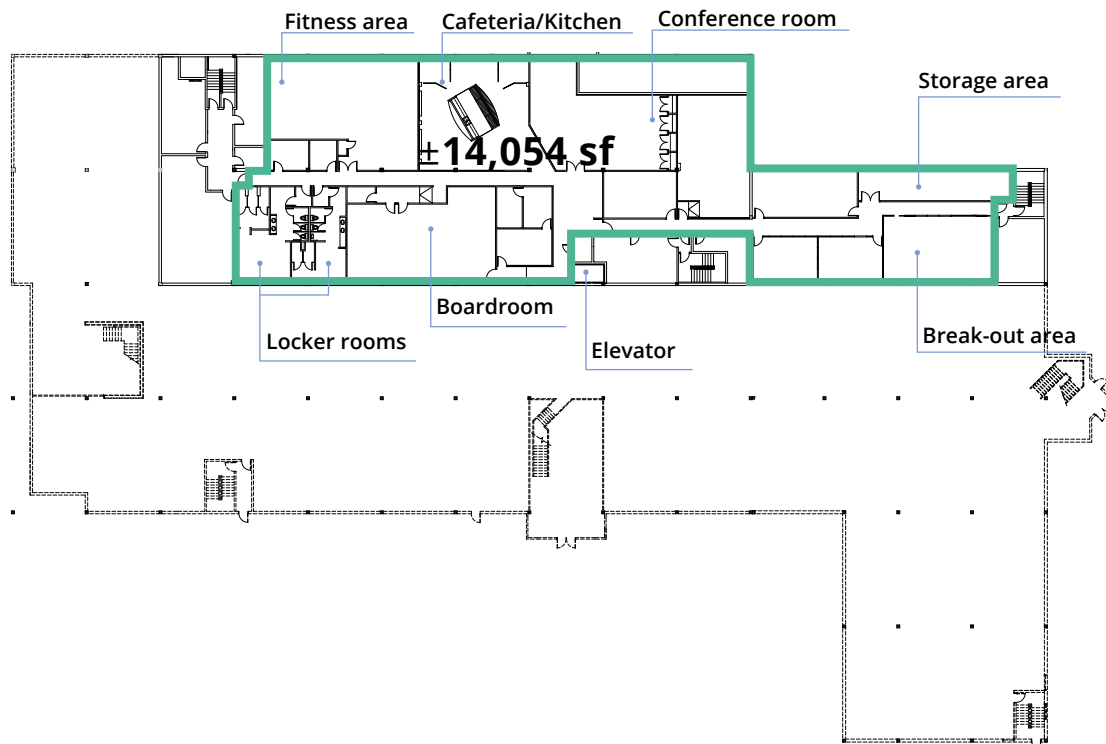 Fitness area
Cafeteria/Kitchen
Conference room
Storage area
±14,054 sf
Boardroom
Locker rooms
Elevator
Break-out area